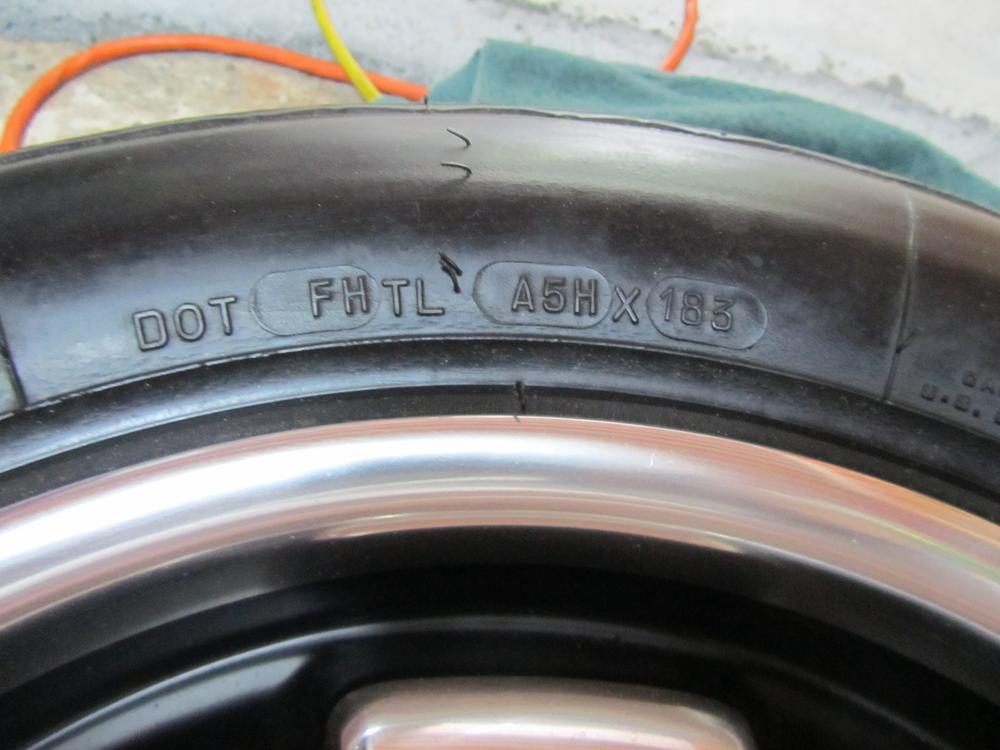 DOT FHTL A5H X 183
U.S.